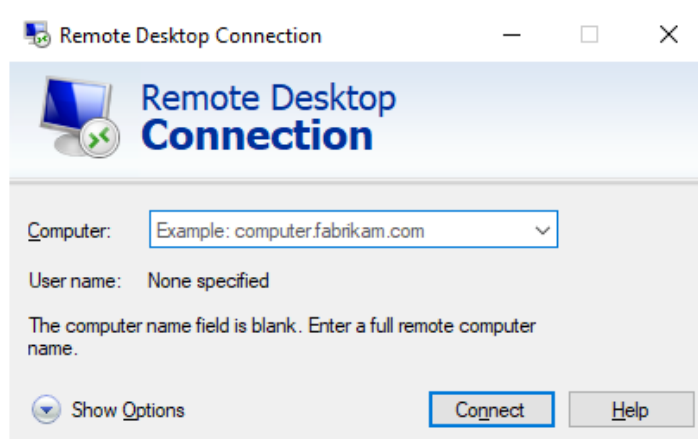 Remote Desktop Connection
Remote Desktop
Connection
Computer: Example: computer.fabrikam.com
User name: None specified
The computer name field is blank. Enter a full remote computer
name.
Show Options Connect Help